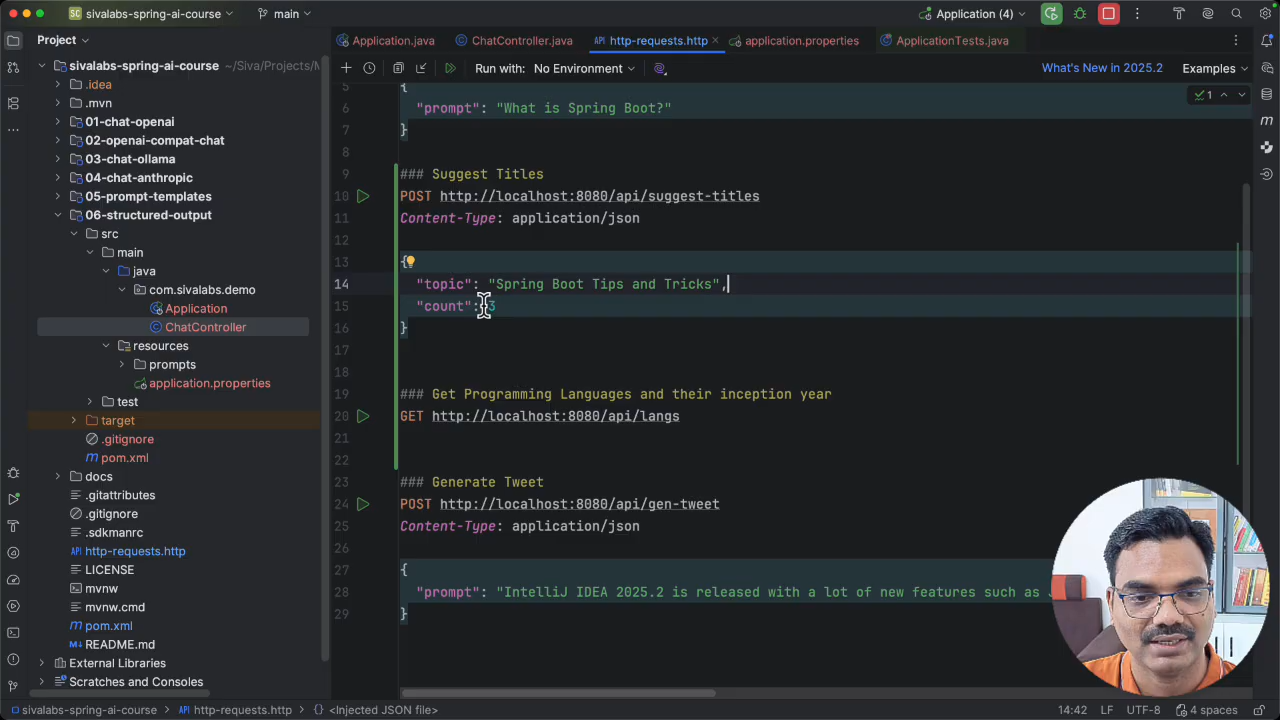 SC sivalabs-spring-ai-course
main
Application (4)
Project
Application.java
ChatController.java
http-requests.http
application.properties
ApplicationTests.java
Run with: No Environment
What's New in 2025.2
Examples
sivalabs-spring-ai-course ~/Siva/Projects/M
.idea
.mvn
01-chat-openai
02-openai-compat-chat
03-chat-ollama
04-chat-anthropic
05-prompt-templates
06-structured-output
src
main
java
com.sivalabs.demo
Application
ChatController
resources
prompts
application.properties
test
target
.gitignore
pom.xml
docs
.gitattributes
.gitignore
.sdkmanrc
API http-requests.http
LICENSE
mvnw
mvnw.cmd
pom.xml
README.md
External Libraries
Scratches and Consoles
1
5 {
6 "prompt": "What is Spring Boot?"
7 }
8
9 ### Suggest Titles
10 POST http://localhost:8080/api/suggest-titles
11 Content-Type: application/json
12
13 {
14 "topic": "Spring Boot Tips and Tricks",
15 "count": 3
16 }
17
18
19 ### Get Programming Languages and their inception year
20 GET http://localhost:8080/api/langs
21
22
23 ### Generate Tweet
24 POST http://localhost:8080/api/gen-tweet
25 Content-Type: application/json
26
27 {
28 "prompt": "IntelliJ IDEA 2025.2 is released with a lot of new features such as
29 }
sivalabs-spring-ai-course > API http-requests.http > {} <Injected JSON file>
14:42 LF UTF-8 4 spaces